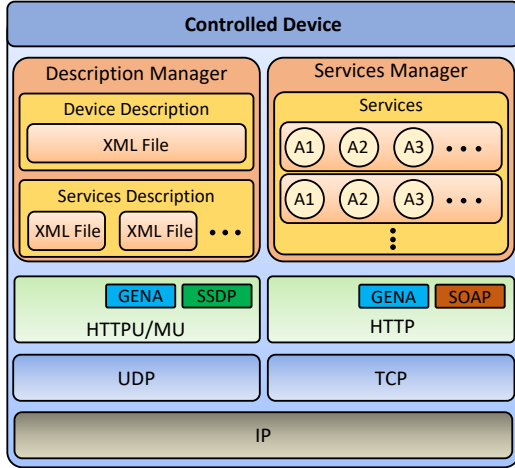 Controlled Device
Description Manager
Device Description
XML File
Services Description
XML File XML File ...
Services Manager
Services
A1 A2 A3 ...
A1 A2 A3 ...
GENA SSDP
HTTPU/MU
GENA SOAP
HTTP
UDP
TCP
IP